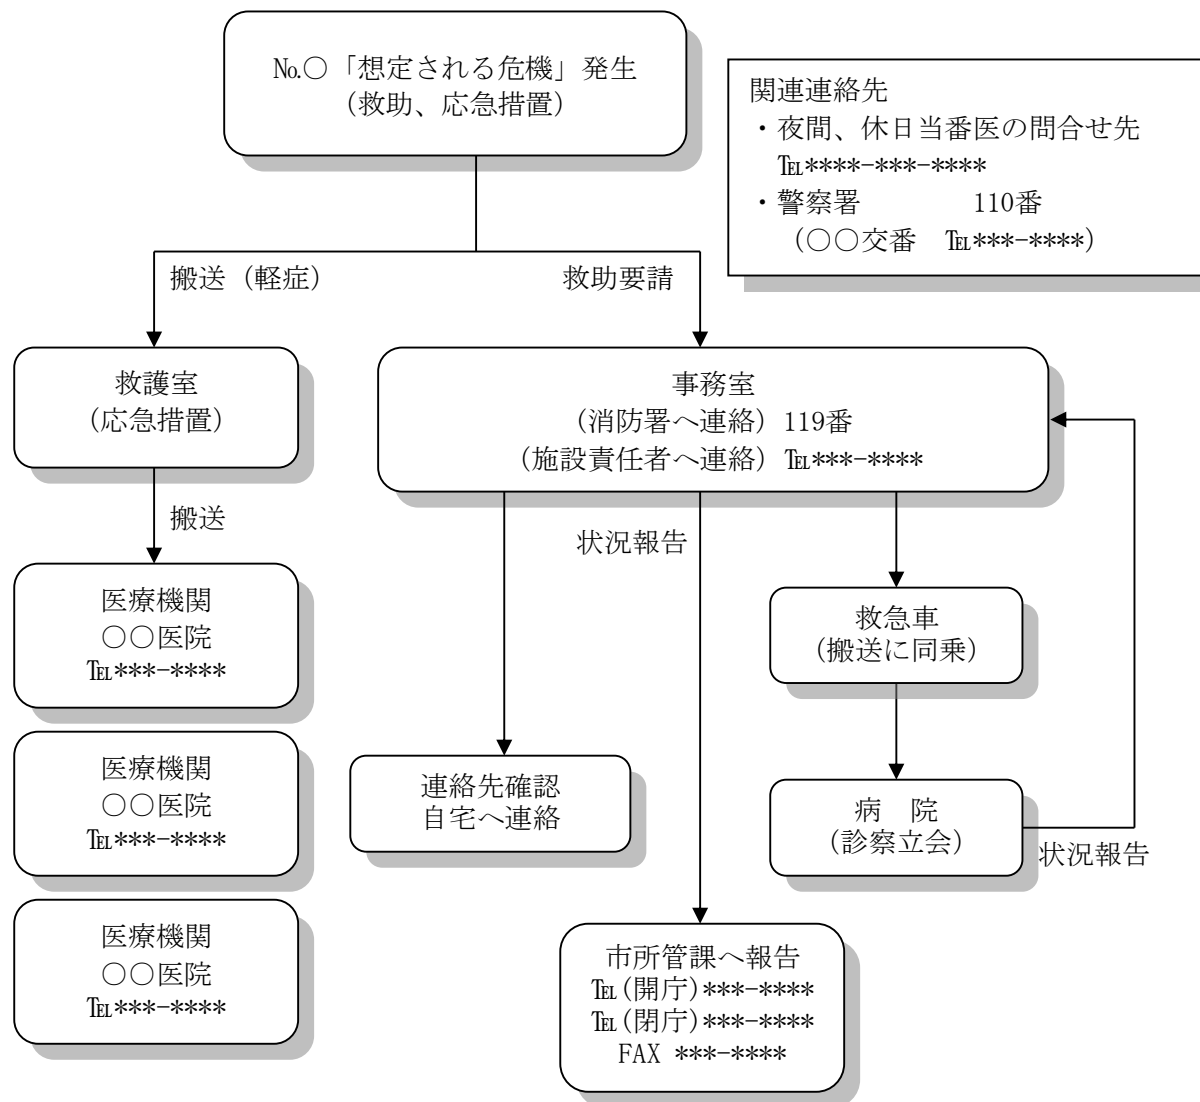 №○「想定される危機」発生
(救助、応急措置)
関連連絡先
・夜間、休日当番医の問合せ先
℡****-***-****
・警察署　　　110番
(○○交番　℡***-****)
搬送（軽症）
救助要請
救護室
(応急措置)
事務室
(消防署へ連絡) 119番
(施設責任者へ連絡) ℡***-****
搬送
状況報告
医療機関
○○医院
℡***-****
救急車
(搬送に同乗)
医療機関
○○医院
℡***-****
連絡先確認
自宅へ連絡
病　院
(診察立会)
状況報告
医療機関
○○医院
℡***-****
市所管課へ報告
℡(開庁)***-****
℡(閉庁)***-****
FAX ***-****